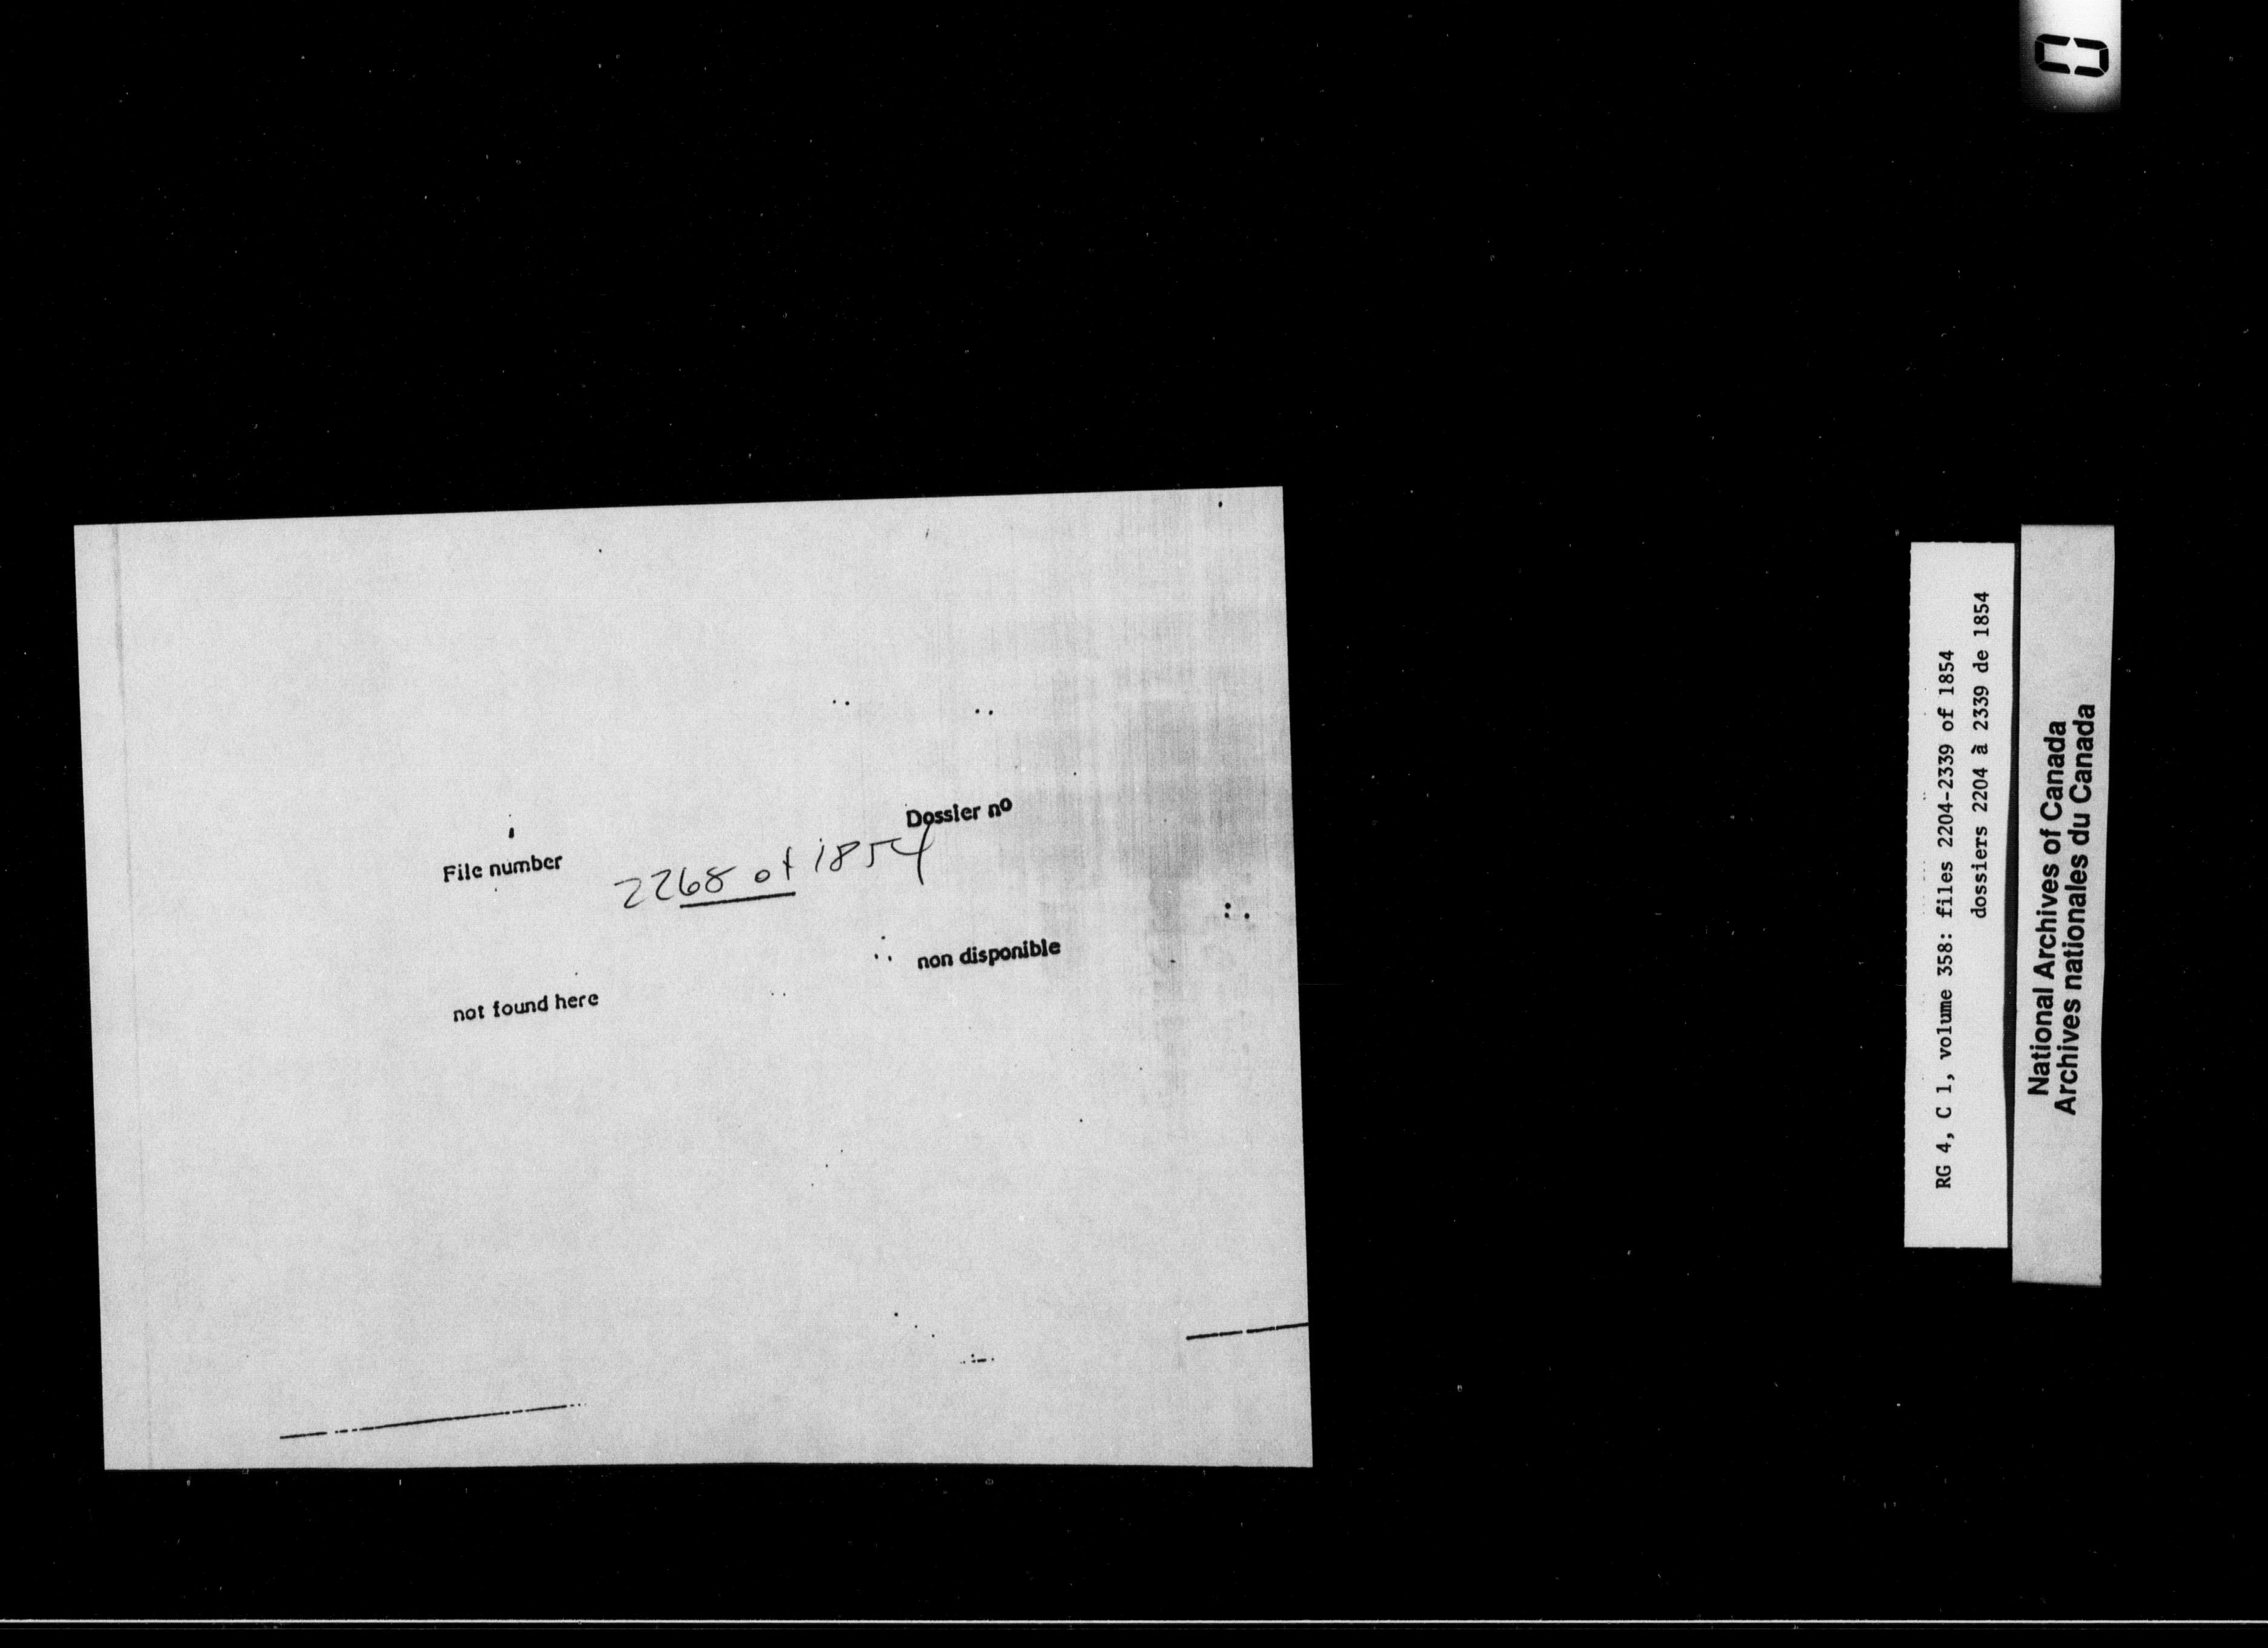 File number
2268 of 1854
Dossier nº
not found here
non disponible
RG 4, C 1, volume 358: files 2204-2339 of 1854
dossiers 2204 à 2339 de 1854
National Archives of Canada
Archives nationales du Canada
0